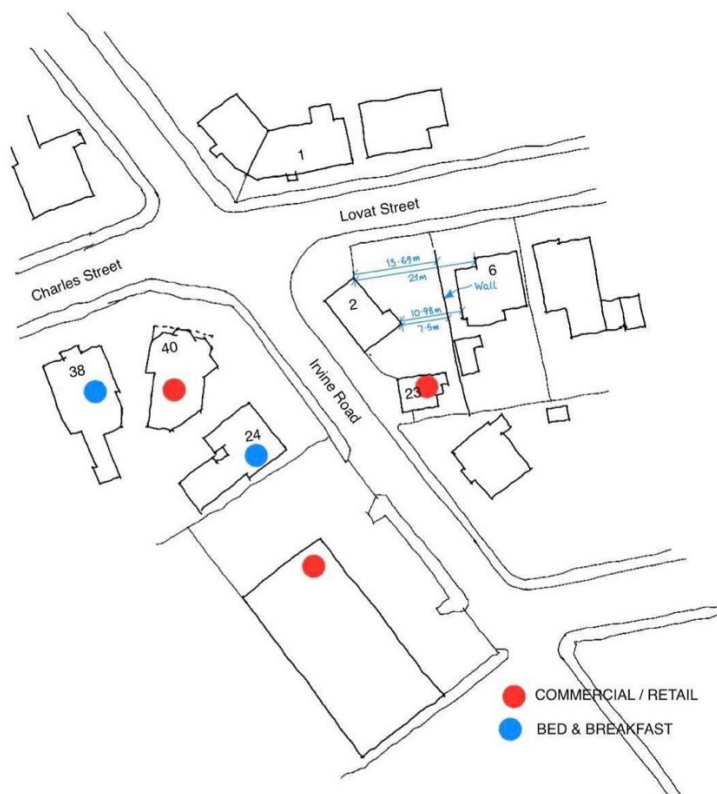 1
Lovat Street
13·69m
21m
6
Wall
Charles Street
2
10·98m
7·5m
40
38
Irvine Road
23
24
COMMERCIAL / RETAIL
BED & BREAKFAST